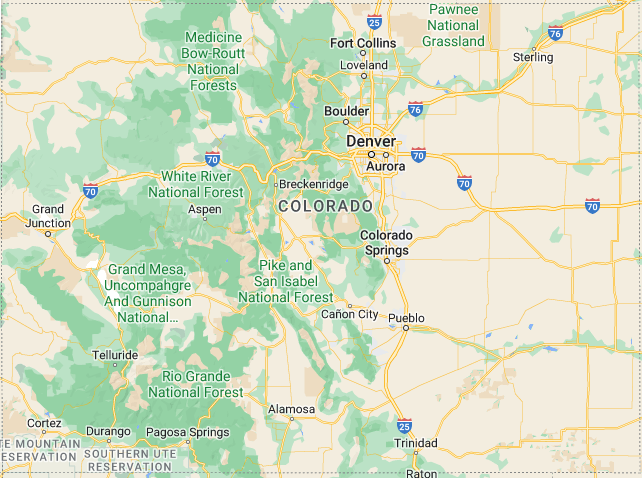 Pawnee
National
Grassland
25
76
Medicine
Bow-Routt
National
Forests
Fort Collins
Loveland
Sterling
Boulder
76
Denver
70
70
Aurora
White River
National Forest
Breckenridge
70
70
70
Aspen
COLORADO
Grand
Junction
Colorado
Springs
Grand Mesa,
Uncompahgre
And Gunnison
National...
Pike and
San Isabel
National Forest
Cañon City
Pueblo
Telluride
Rio Grande
National Forest
Alamosa
25
Cortez
Durango
Pagosa Springs
Trinidad
TE MOUNTAIN
ESERVATION
SOUTHERN UTE
RESERVATION
Raton